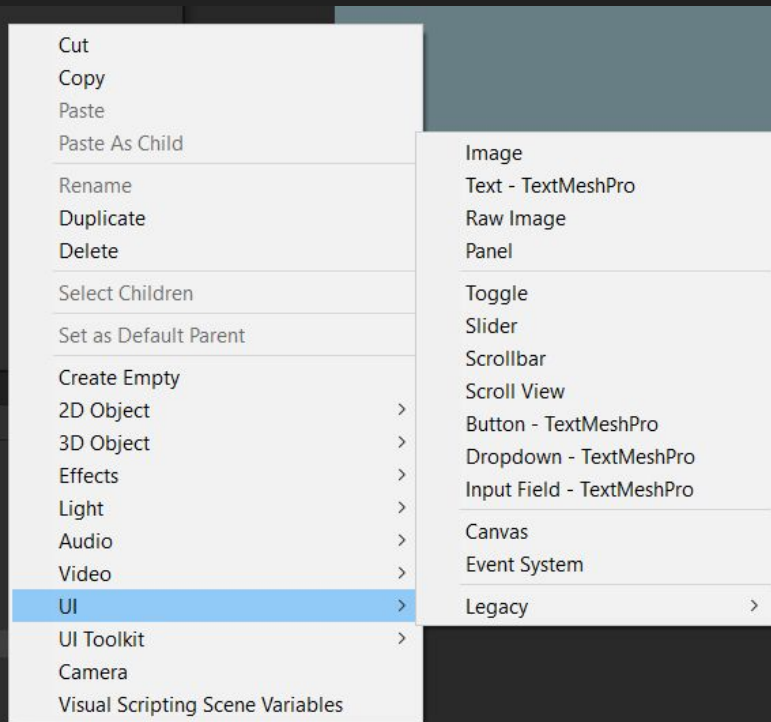 Cut
Copy
Paste
Paste As Child
Rename
Duplicate
Delete
Select Children
Set as Default Parent
Create Empty
2D Object
3D Object
Effects
Light
Audio
Video
UI
UI Toolkit
Camera
Visual Scripting Scene Variables
Image
Text - TextMeshPro
Raw Image
Panel
Toggle
Slider
Scrollbar
Scroll View
Button - TextMeshPro
Dropdown - TextMeshPro
Input Field - TextMeshPro
Canvas
Event System
Legacy